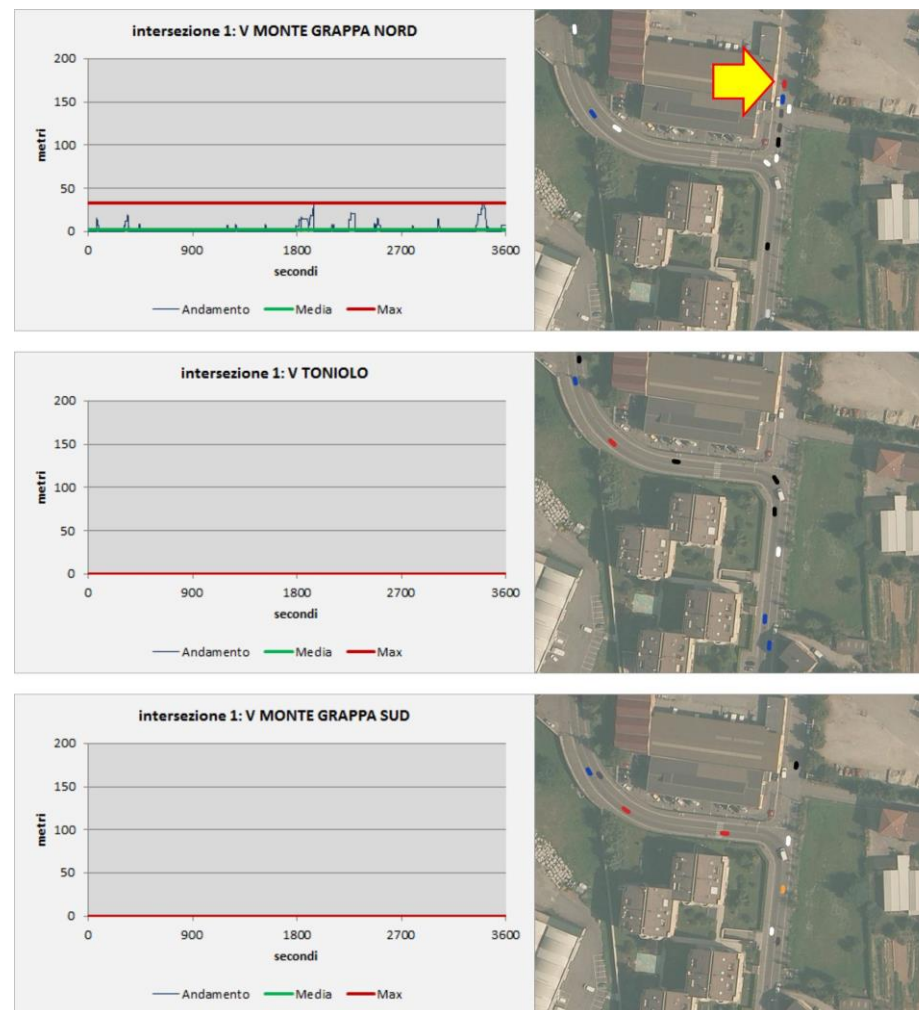 intersezione 1: V MONTE GRAPPA NORD
200
150
100
50
0
metri
0 900 1800 2700 3600
secondi
Andamento Media Max
intersezione 1: V TONIOLO
200
150
100
50
0
metri
0 900 1800 2700 3600
secondi
Andamento Media Max
intersezione 1: V MONTE GRAPPA SUD
200
150
100
50
0
metri
0 900 1800 2700 3600
secondi
Andamento Media Max